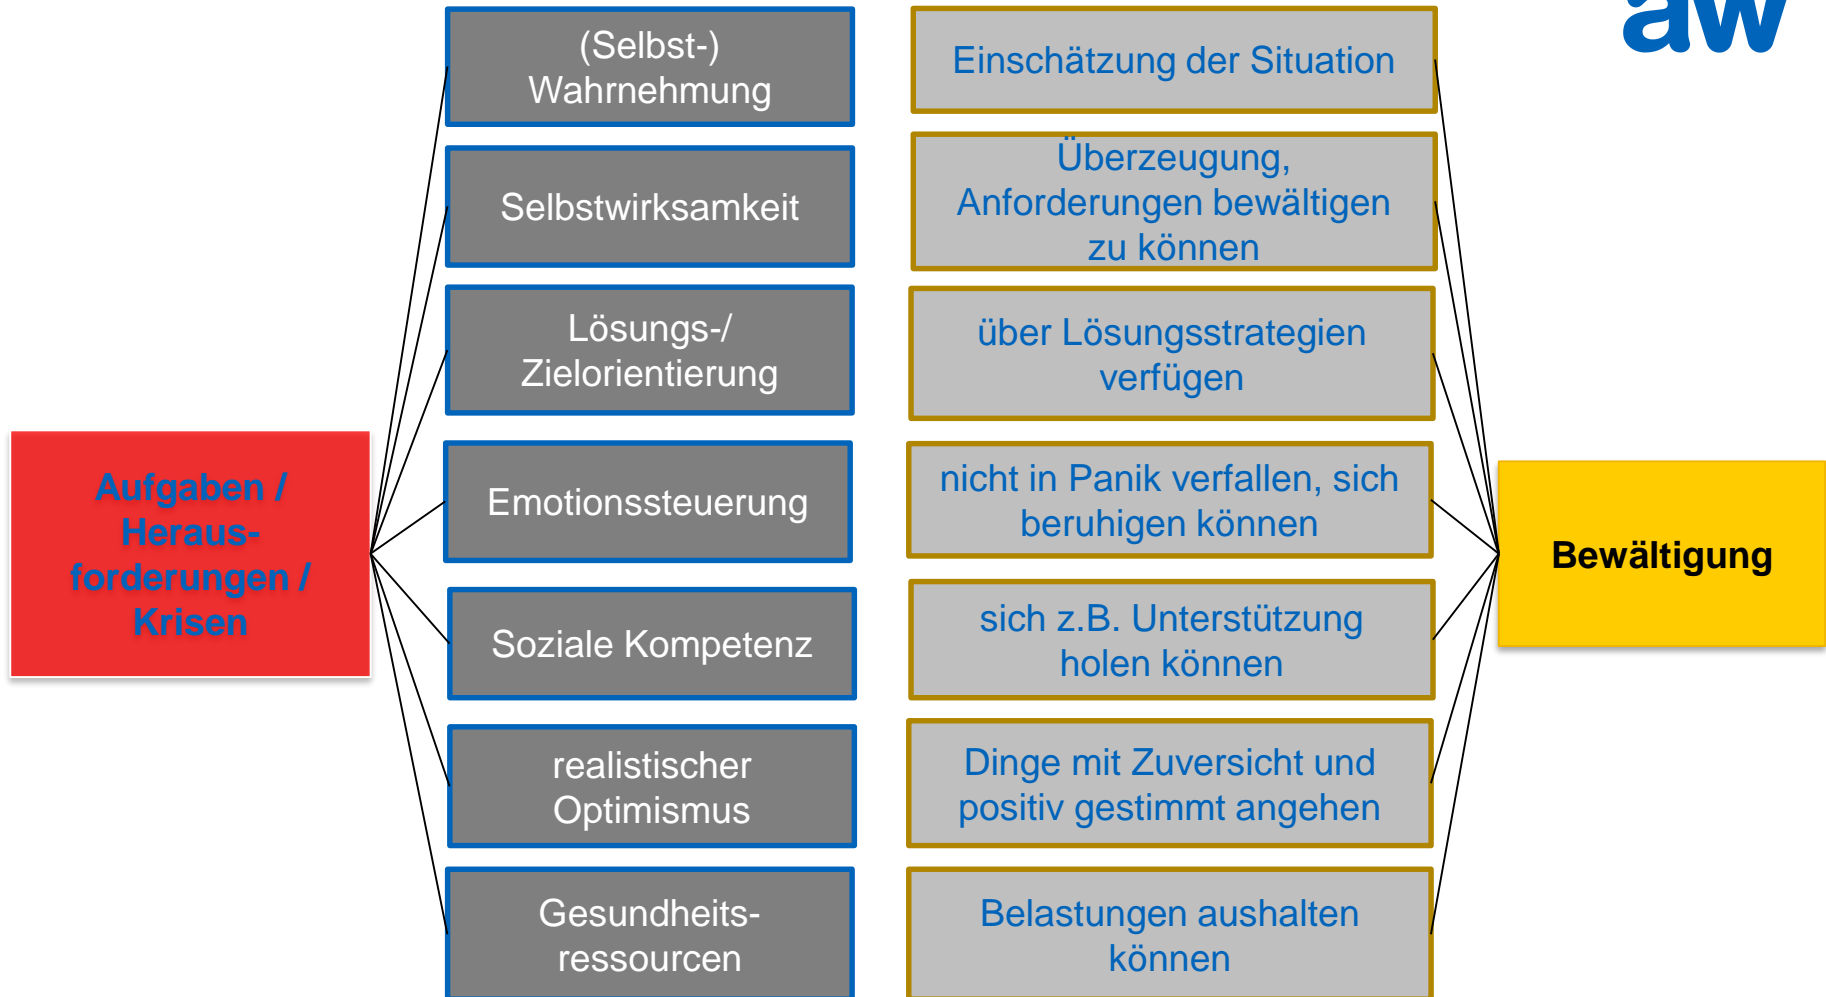 aw
(Selbst-)
Wahrnehmung
Einschätzung der Situation
Selbstwirksamkeit
Überzeugung,
Anforderungen bewältigen
zu können
Lösungs-/
Zielorientierung
über Lösungsstrategien
verfügen
Aufgaben /
Heraus-
forderungen /
Krisen
Emotionssteuerung
nicht in Panik verfallen, sich
beruhigen können
Bewältigung
Soziale Kompetenz
sich z.B. Unterstützung
holen können
realistischer
Optimismus
Dinge mit Zuversicht und
positiv gestimmt angehen
Gesundheits-
ressourcen
Belastungen aushalten
können